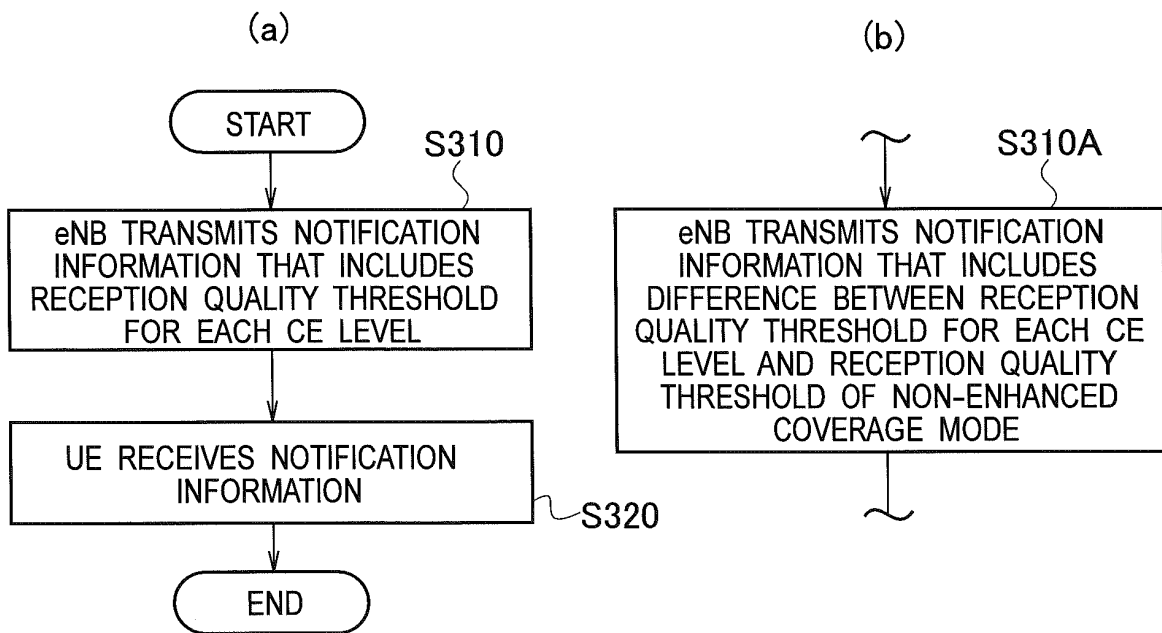 (a)
START
S310
eNB TRANSMITS NOTIFICATION
INFORMATION THAT INCLUDES
RECEPTION QUALITY THRESHOLD
FOR EACH CE LEVEL
UE RECEIVES NOTIFICATION
INFORMATION
S320
END
(b)
S310A
eNB TRANSMITS NOTIFICATION
INFORMATION THAT INCLUDES
DIFFERENCE BETWEEN RECEPTION
QUALITY THRESHOLD FOR EACH CE
LEVEL AND RECEPTION QUALITY
THRESHOLD OF NON-ENHANCED
COVERAGE MODE